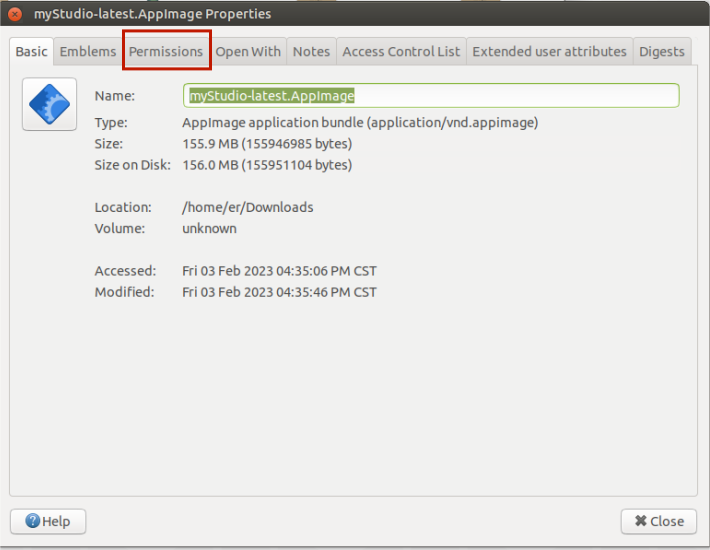 myStudio-latest.AppImage Properties
Basic Emblems Permissions Open With Notes Access Control List Extended user attributes Digests
Name: myStudio-latest.AppImage
Type: AppImage application bundle (application/vnd.appimage)
Size: 155.9 MB (155946985 bytes)
Size on Disk: 156.0 MB (155951104 bytes)
Location: /home/er/Downloads
Volume: unknown
Accessed: Fri 03 Feb 2023 04:35:06 PM CST
Modified: Fri 03 Feb 2023 04:35:46 PM CST
Help Close